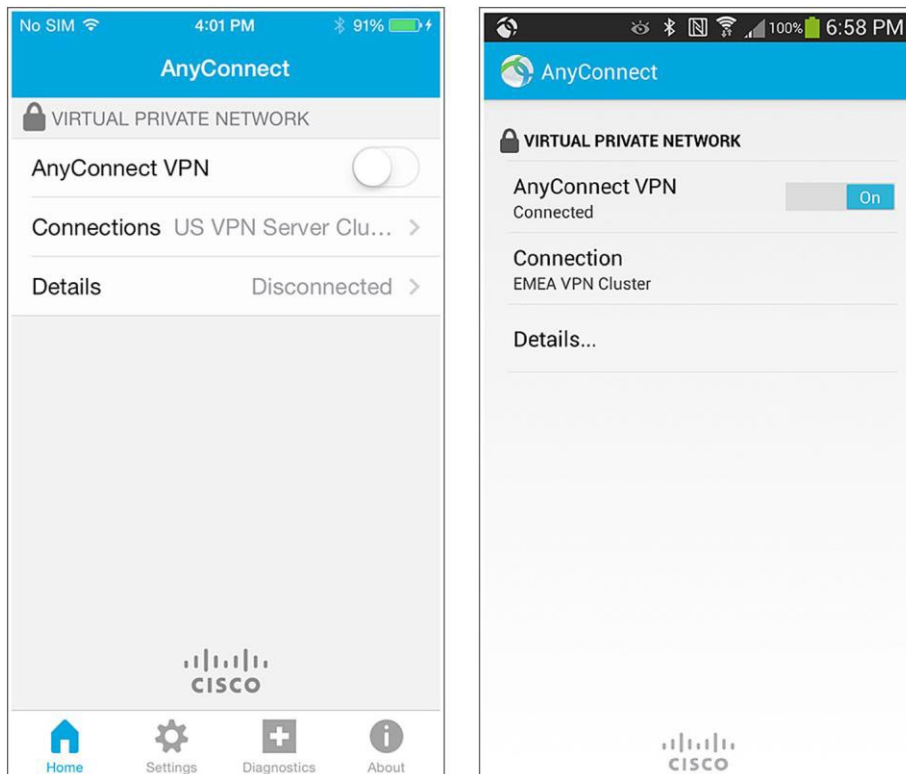 No SIM 4:01 PM 91%
AnyConnect
VIRTUAL PRIVATE NETWORK
AnyConnect VPN
Connections US VPN Server Clu...
Details Disconnected
CISCO
Home Settings Diagnostics About
100% 6:58 PM
AnyConnect
VIRTUAL PRIVATE NETWORK
AnyConnect VPN
Connected
On
Connection
EMEA VPN Cluster
Details...
CISCO